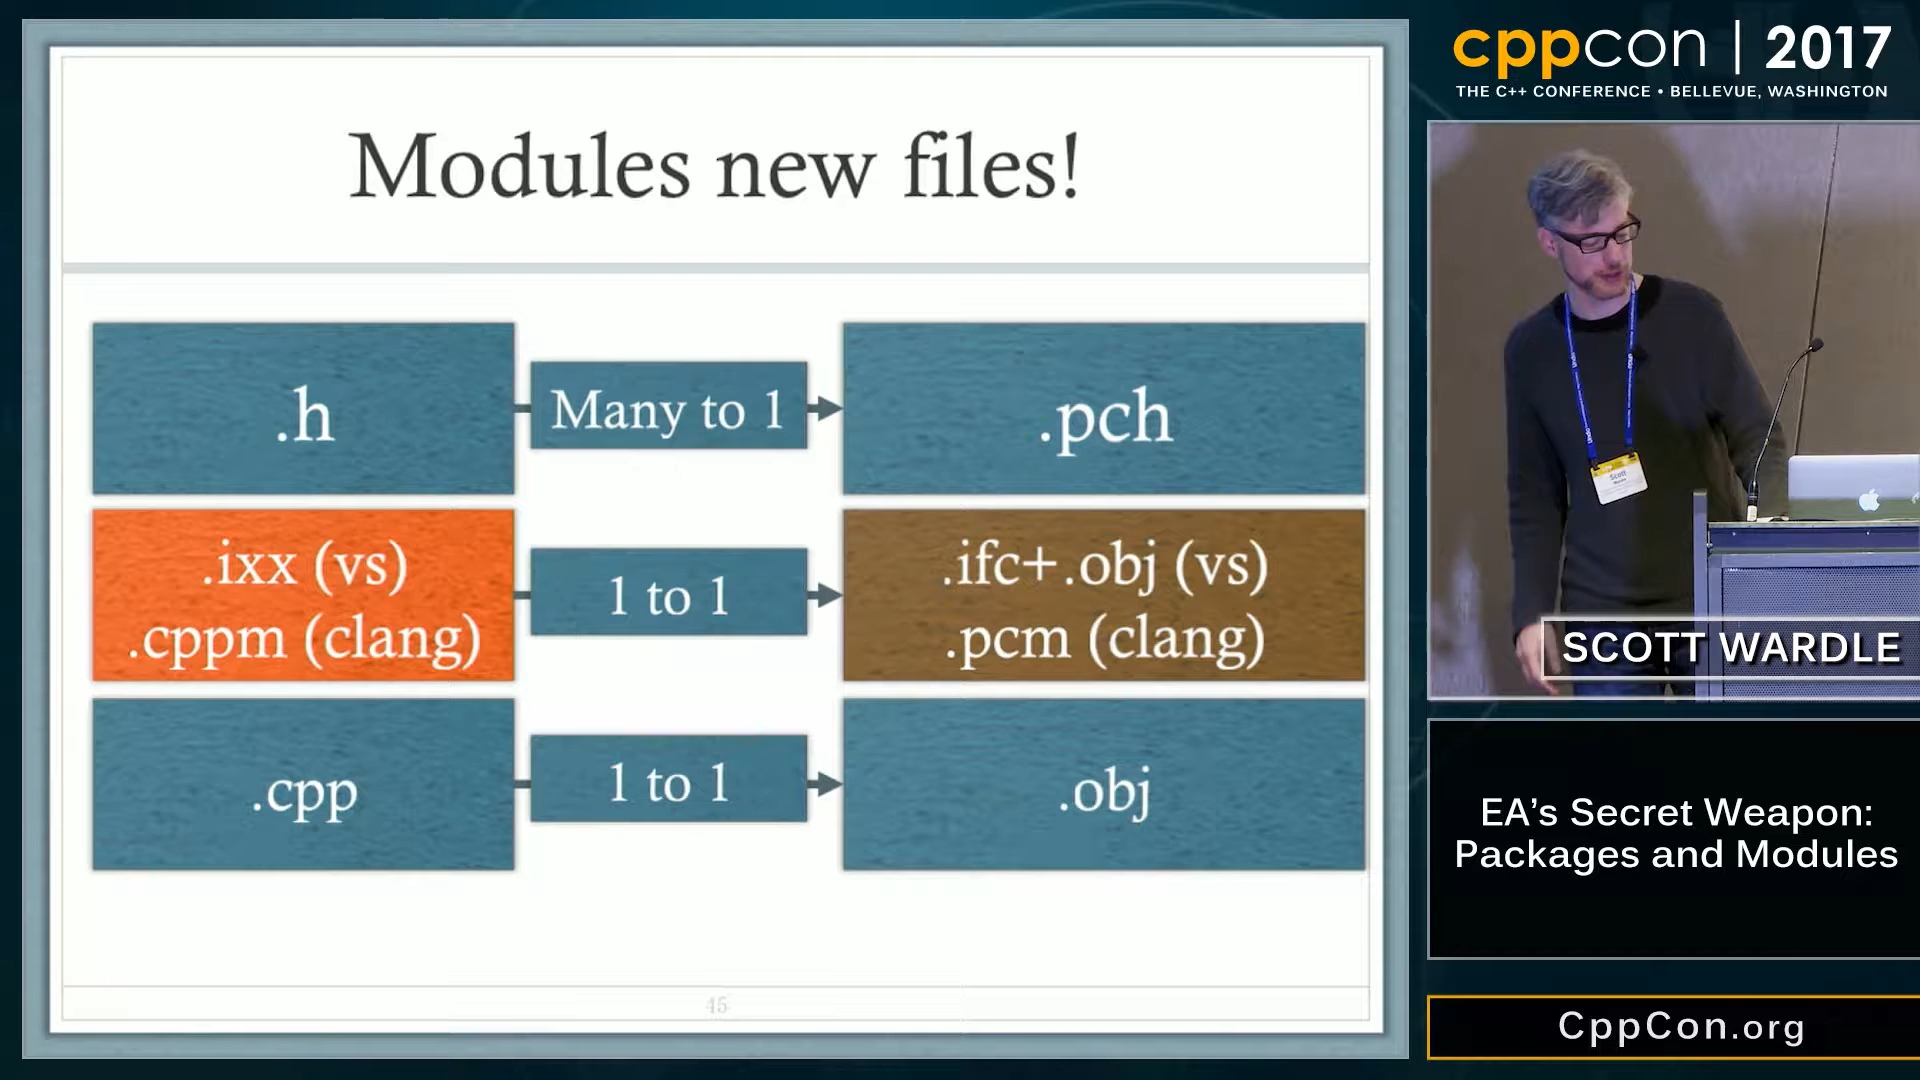 Modules new files!
.h
Many to 1
.pch
.ixx (vs)
.cppm (clang)
1 to 1
.ifc+.obj (vs)
.pcm (clang)
.cpp
1 to 1
.obj
45
cppcon | 2017
THE C++ CONFERENCE • BELLEVUE, WASHINGTON
Scott
SCOTT WARDLE
EA's Secret Weapon:
Packages and Modules
CppCon.org